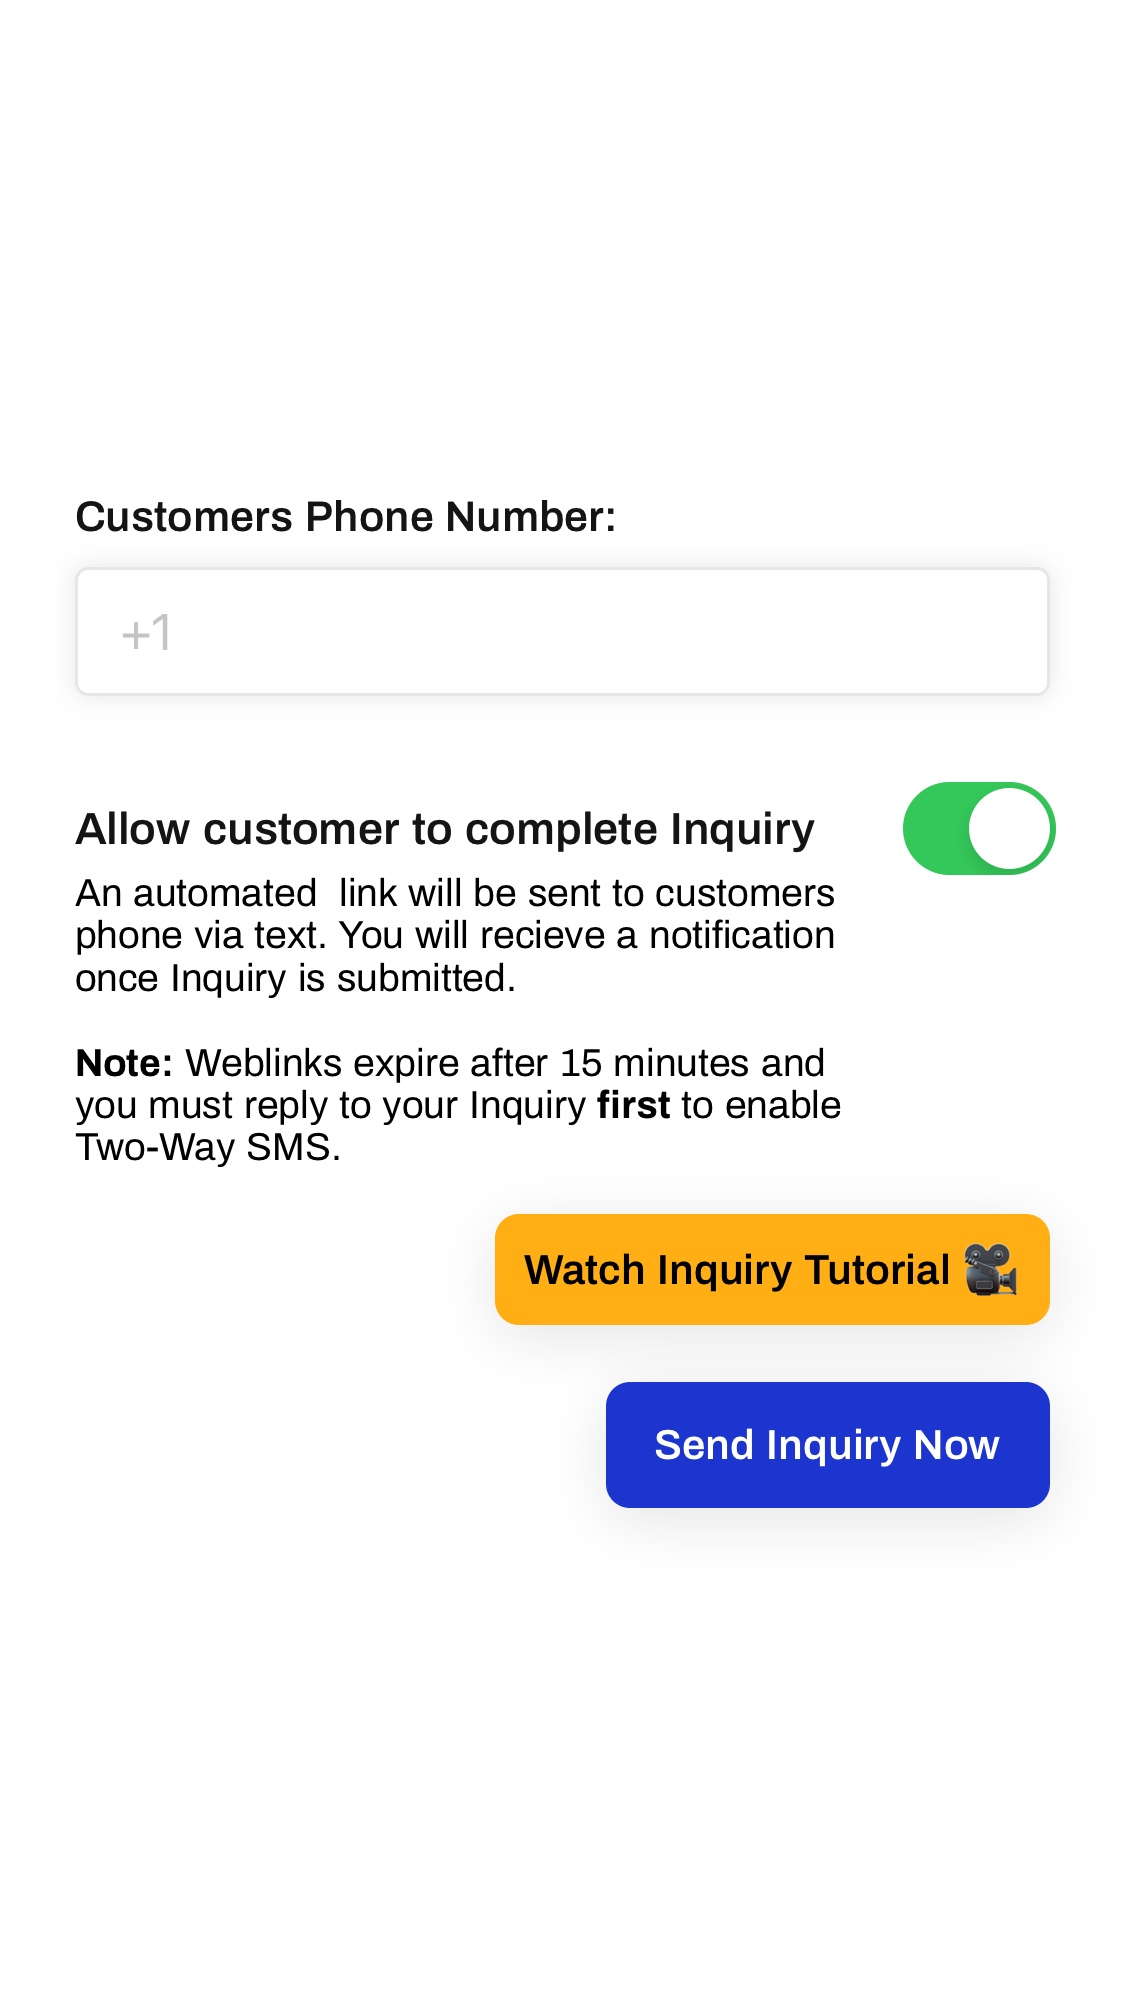 Customers Phone Number:
+1
Allow customer to complete Inquiry
An automated  link will be sent to customers
phone via text. You will recieve a notification
once Inquiry is submitted.
Note: Weblinks expire after 15 minutes and
you must reply to your Inquiry first to enable
Two-Way SMS.
Watch Inquiry Tutorial 🎥
Send Inquiry Now